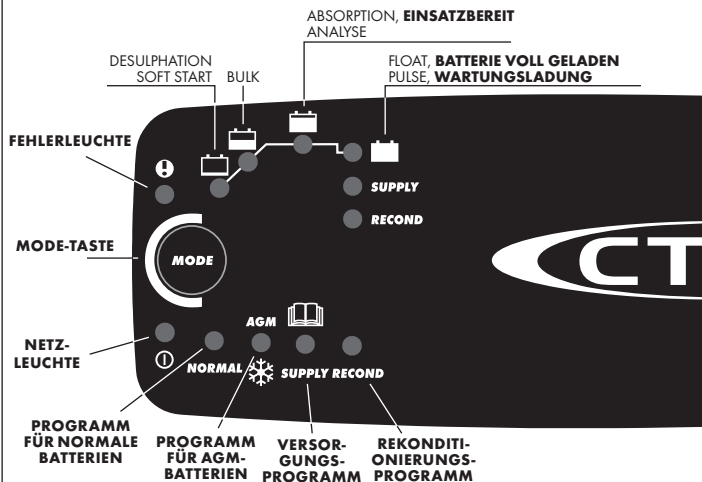 ABSORPTION, EINSATZBEREIT
ANALYSE
DESULPHATION
SOFT START
BULK
FLOAT, BATTERIE VOLL GELADEN
PULSE, WARTUNGSLADUNG
FEHLERLEUCHTE
SUPPLY
RECOND
MODE-TASTE
MODE
CT
NETZ-
LEUCHTE
AGM
NORMAL
SUPPLY RECOND
PROGRAMM
FÜR NORMALE
BATTERIEN
PROGRAMM
FÜR AGM-
BATTERIEN
VERSOR-
GUNGS-
PROGRAMM
REKONDITI-
ONIERUNGS-
PROGRAMM